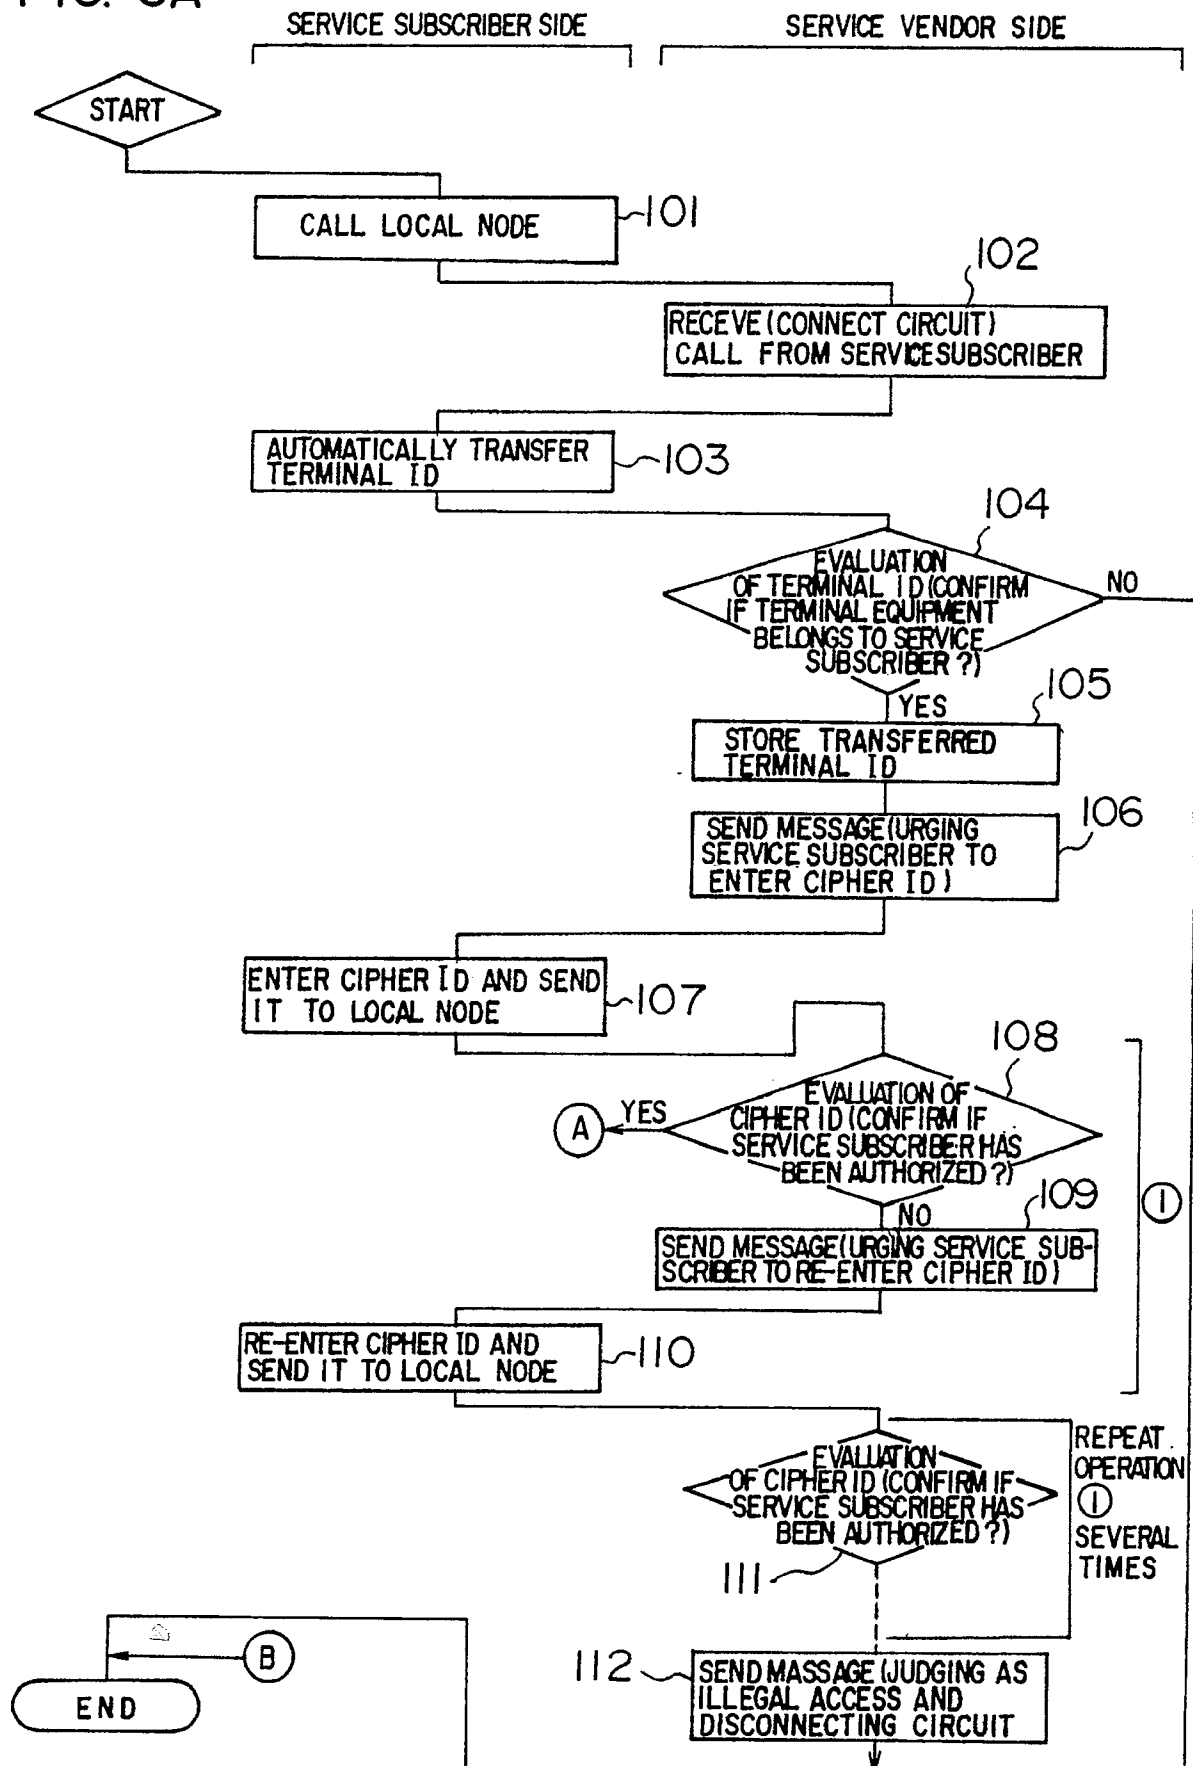 SERVICE SUBSCRIBER SIDE
SERVICE VENDOR SIDE
START
CALL LOCAL NODE
101
102
RECEVE (CONNECT CIRCUIT)
CALL FROM SERVICE SUBSCRIBER
AUTOMATICALLY TRANSFER
TERMINAL ID
103
104
EVALUATION
OF TERMINAL ID (CONFIRM
IF TERMINAL EQUIPMENT
BELONGS TO SERVICE
SUBSCRIBER ?)
NO
YES
105
STORE TRANSFERRED
TERMINAL ID
106
SEND MESSAGE (URGING
SERVICE SUBSCRIBER TO
ENTER CIPHER ID)
ENTER CIPHER ID AND SEND
IT TO LOCAL NODE
107
108
EVALUATION OF
CIPHER ID (CONFIRM IF
SERVICE SUBSCRIBER HAS
BEEN AUTHORIZED ?)
YES
A
NO
109
1
SEND MESSAGE (URGING SERVICE SUB-
SCRIBER TO RE-ENTER CIPHER ID)
RE-ENTER CIPHER ID AND
SEND IT TO LOCAL NODE
110
EVALUATION
OF CIPHER ID (CONFIRM IF
SERVICE SUBSCRIBER HAS
BEEN AUTHORIZED ?)
111
REPEAT
OPERATION
1
SEVERAL
TIMES
B
END
112
SEND MASSAGE (JUDGING AS
ILLEGAL ACCESS AND
DISCONNECTING CIRCUIT